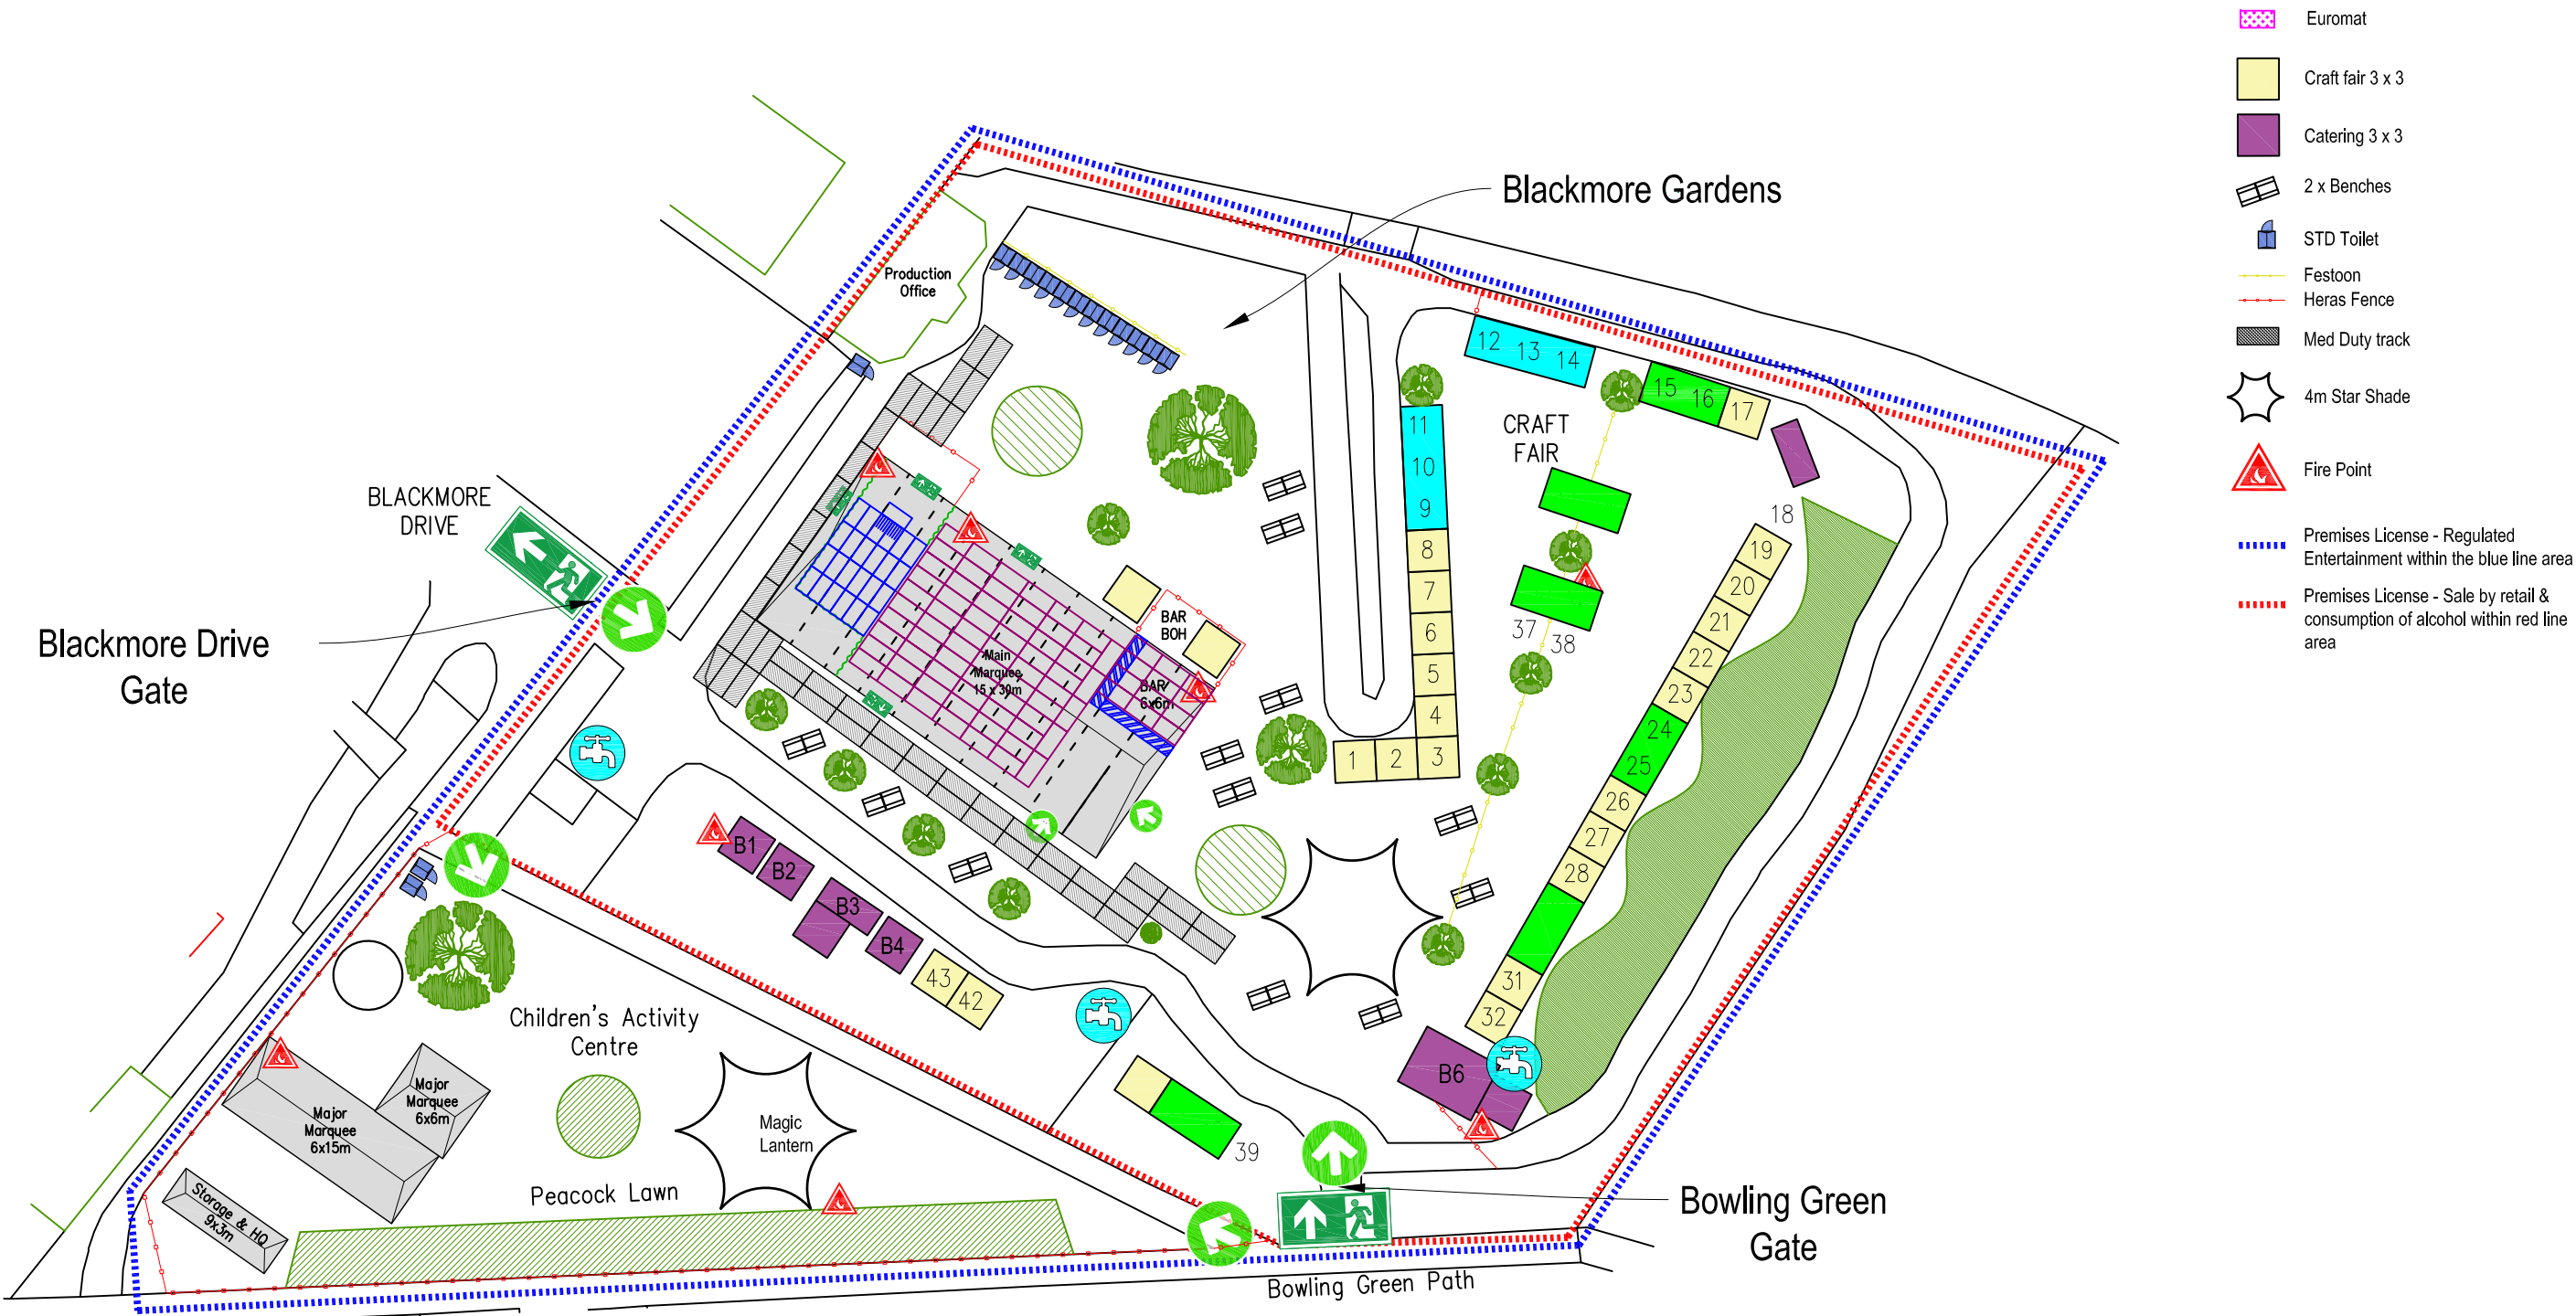 Euromat
Craft fair 3 x 3
Catering 3 x 3
2 x Benches
STD Toilet
Festoon
Heras Fence
Med Duty track
4m Star Shade
Fire Point
Premises License - Regulated
Entertainment within the blue line area
Premises License - Sale by retail &
consumption of alcohol within red line
area
Blackmore Gardens
Production
Office
BLACKMORE
DRIVE
Blackmore Drive
Gate
CRAFT
FAIR
12
13
14
15
16
17
18
11
10
9
8
7
6
5
4
3
2
1
19
20
21
22
23
24
25
26
27
28
31
32
37
38
BAR
BOH
Main
Marquee
15 x 30m
BAR
6x6m
B1
B2
B3
B4
43
42
B6
39
Children's Activity
Centre
Major
Marquee
6x6m
Major
Marquee
6x15m
Magic
Lantern
Storage & HQ
9x3m
Peacock Lawn
Bowling Green
Gate
Bowling Green Path